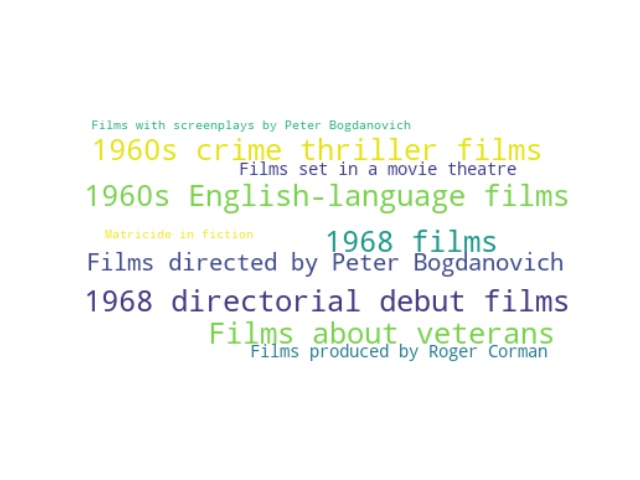 Films with screenplays by Peter Bogdanovich
1960s crime thriller films
Films set in a movie theatre
1960s English-language films
Matricide in fiction
1968 films
Films directed by Peter Bogdanovich
1968 directorial debut films
Films about veterans
Films produced by Roger Corman